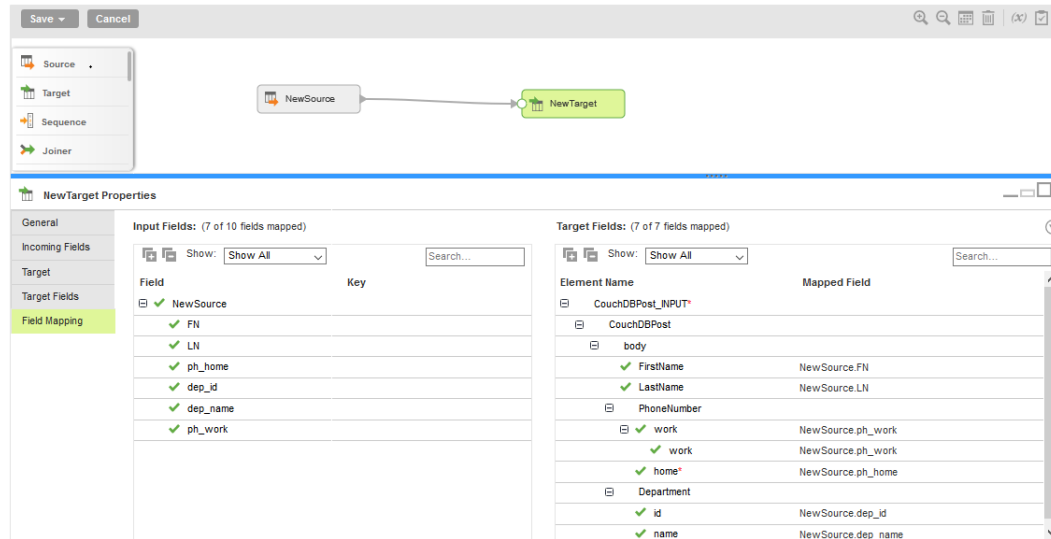 Save Cancel
(x)
Source
Target
Sequence
Joiner
NewSource
NewTarget
NewTarget Properties
General
Incoming Fields
Target
Target Fields
Field Mapping
Input Fields: (7 of 10 fields mapped)
Show: Show All Search...
Field Key
NewSource
FN
LN
ph_home
dep_id
dep_name
ph_work
Target Fields: (7 of 7 fields mapped)
Show: Show All Search...
Element Name Mapped Field
CouchDBPost_INPUT*
CouchDBPost
body
FirstName NewSource.FN
LastName NewSource.LN
PhoneNumber
work NewSource.ph_work
work NewSource.ph_work
home* NewSource.ph_home
Department
id NewSource.dep_id
name NewSource.dep_name